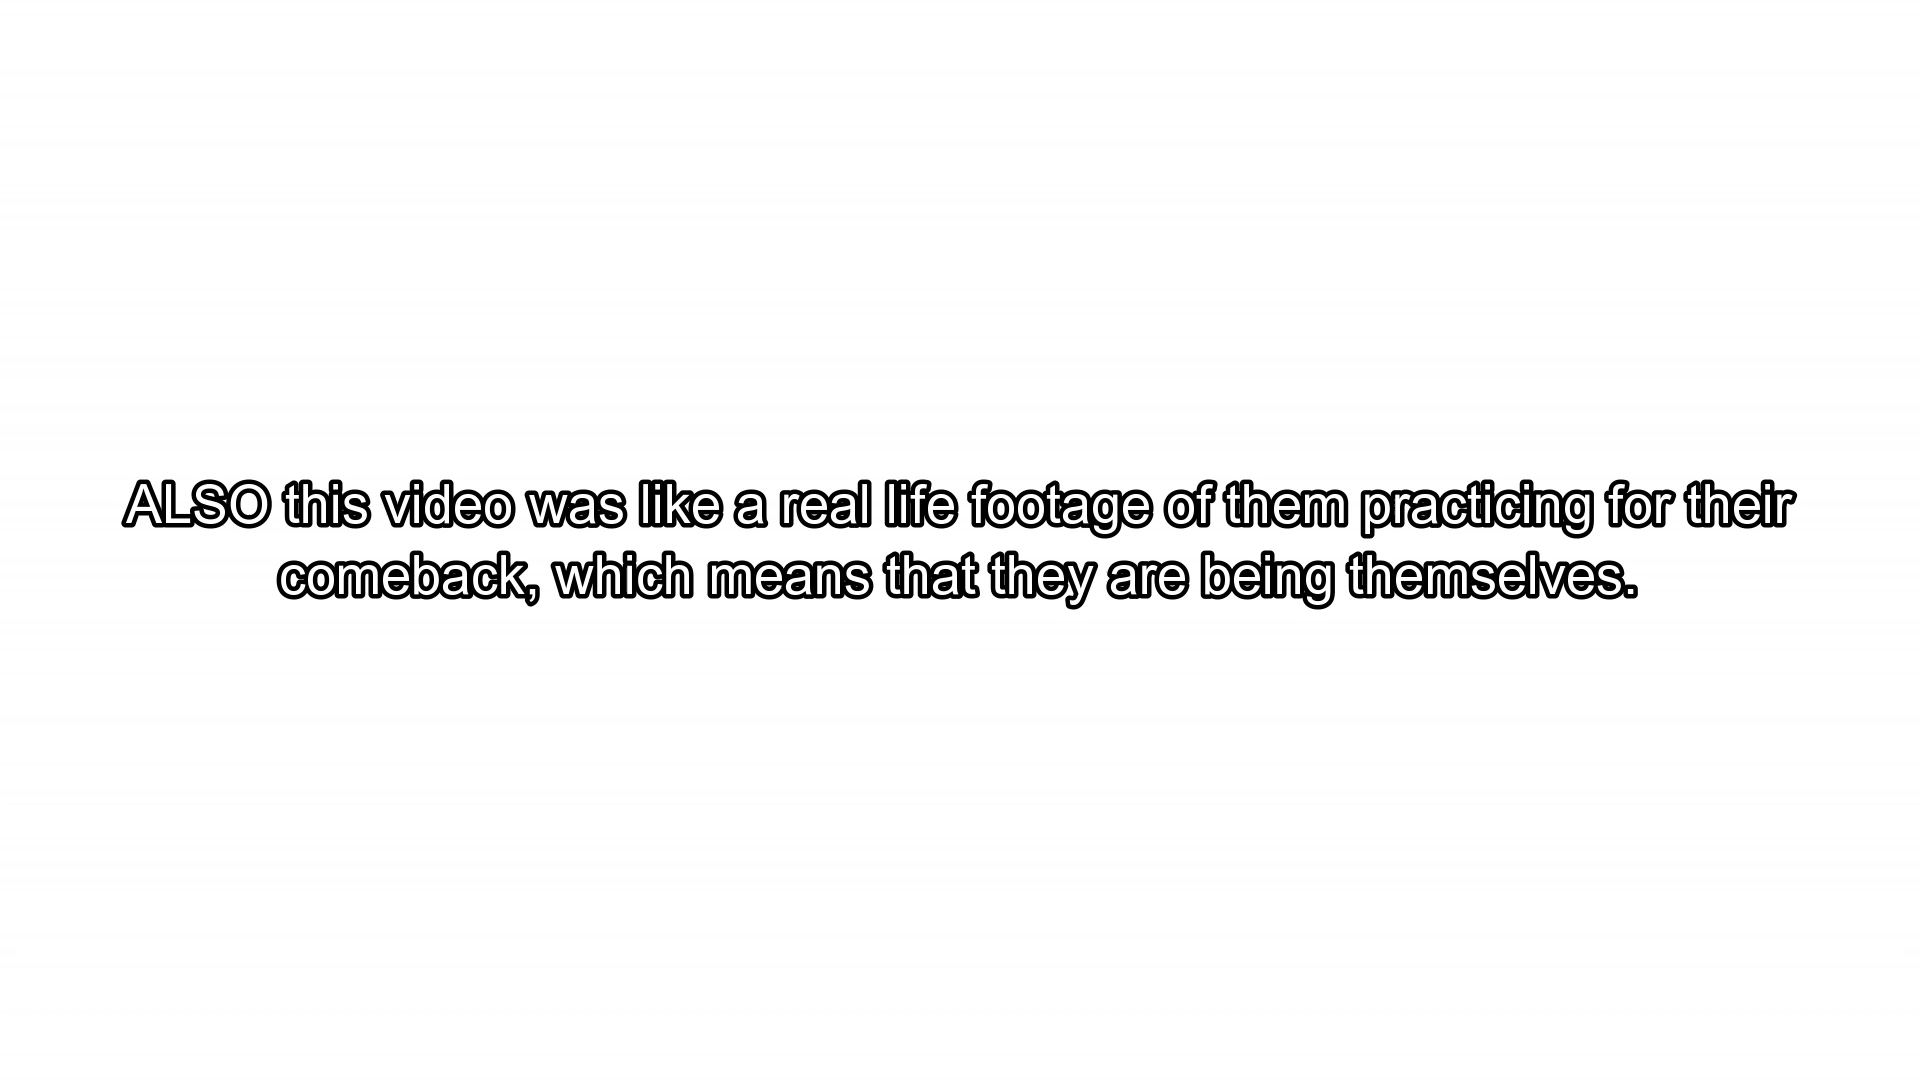 ALSO this video was like a real life footage of them practicing for their
comeback, which means that they are being themselves.